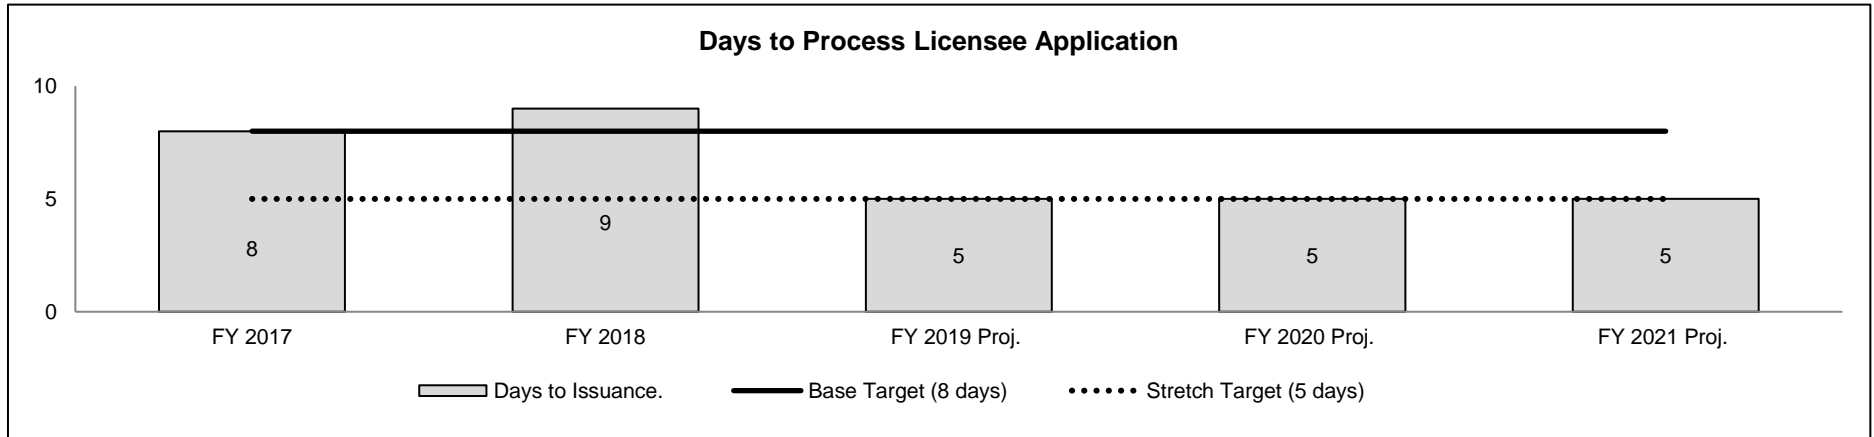 Days to Process Licensee Application
10
5
0
8
9
5
5
5
FY 2017
FY 2018
FY 2019 Proj.
FY 2020 Proj.
FY 2021 Proj.
Days to Issuance.
Base Target (8 days)
Stretch Target (5 days)